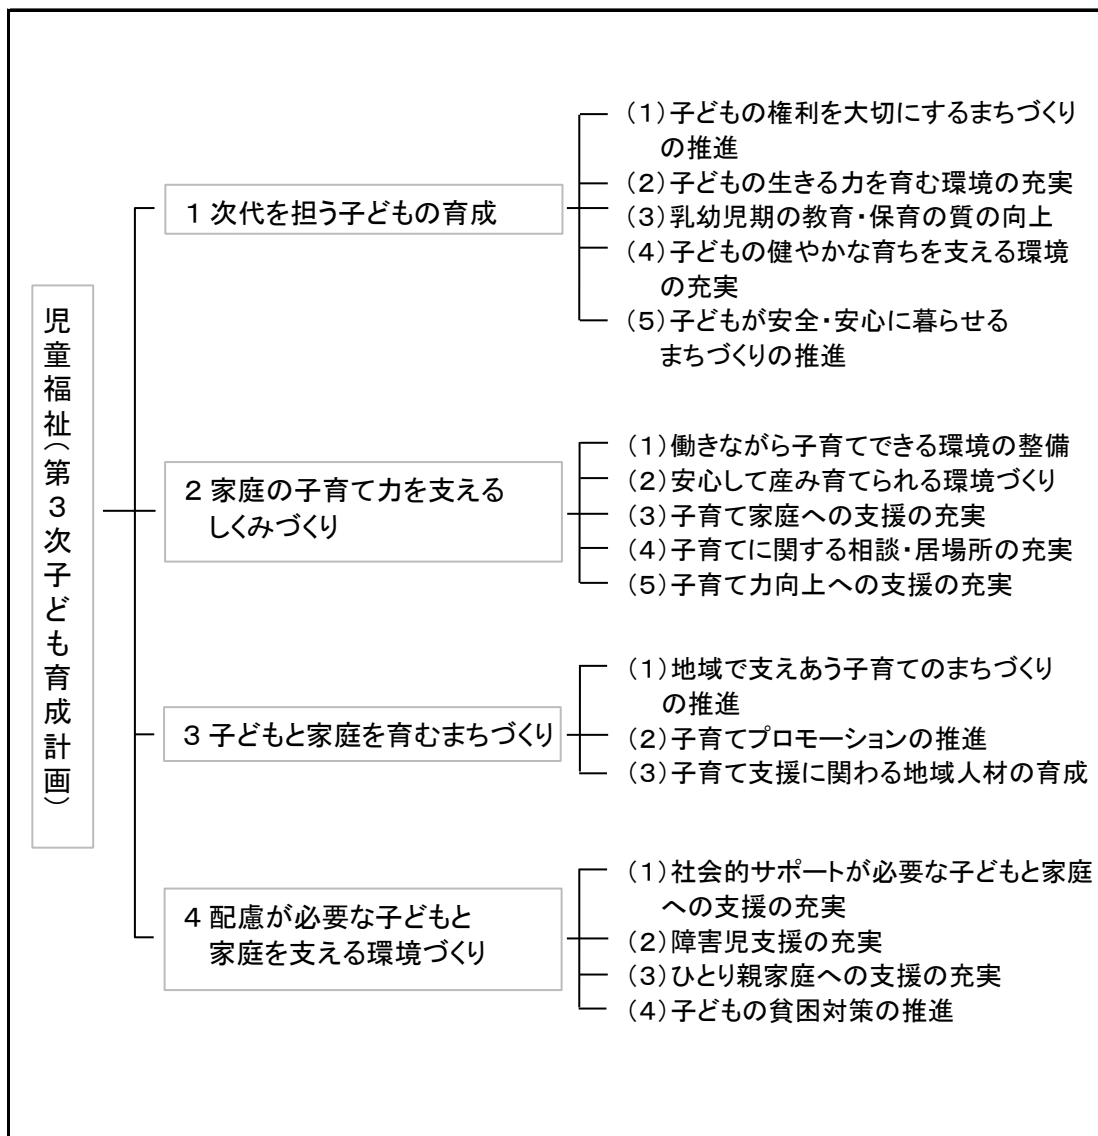 児童福祉(第3次子ども育成計画)
1 次代を担う子どもの育成
(1)子どもの権利を大切にするまちづくり
の推進
(2)子どもの生きる力を育む環境の充実
(3)乳幼児期の教育・保育の質の向上
(4)子どもの健やかな育ちを支える環境
の充実
(5)子どもが安全・安心に暮らせる
まちづくりの推進
2 家庭の子育て力を支える
しくみづくり
(1)働きながら子育てできる環境の整備
(2)安心して産み育てられる環境づくり
(3)子育て家庭への支援の充実
(4)子育てに関する相談・居場所の充実
(5)子育て力向上への支援の充実
3 子どもと家庭を育むまちづくり
(1)地域で支えあう子育てのまちづくり
の推進
(2)子育てプロモーションの推進
(3)子育て支援に関わる地域人材の育成
4 配慮が必要な子どもと
家庭を支える環境づくり
(1)社会的サポートが必要な子どもと家庭
への支援の充実
(2)障害児支援の充実
(3)ひとり親家庭への支援の充実
(4)子どもの貧困対策の推進